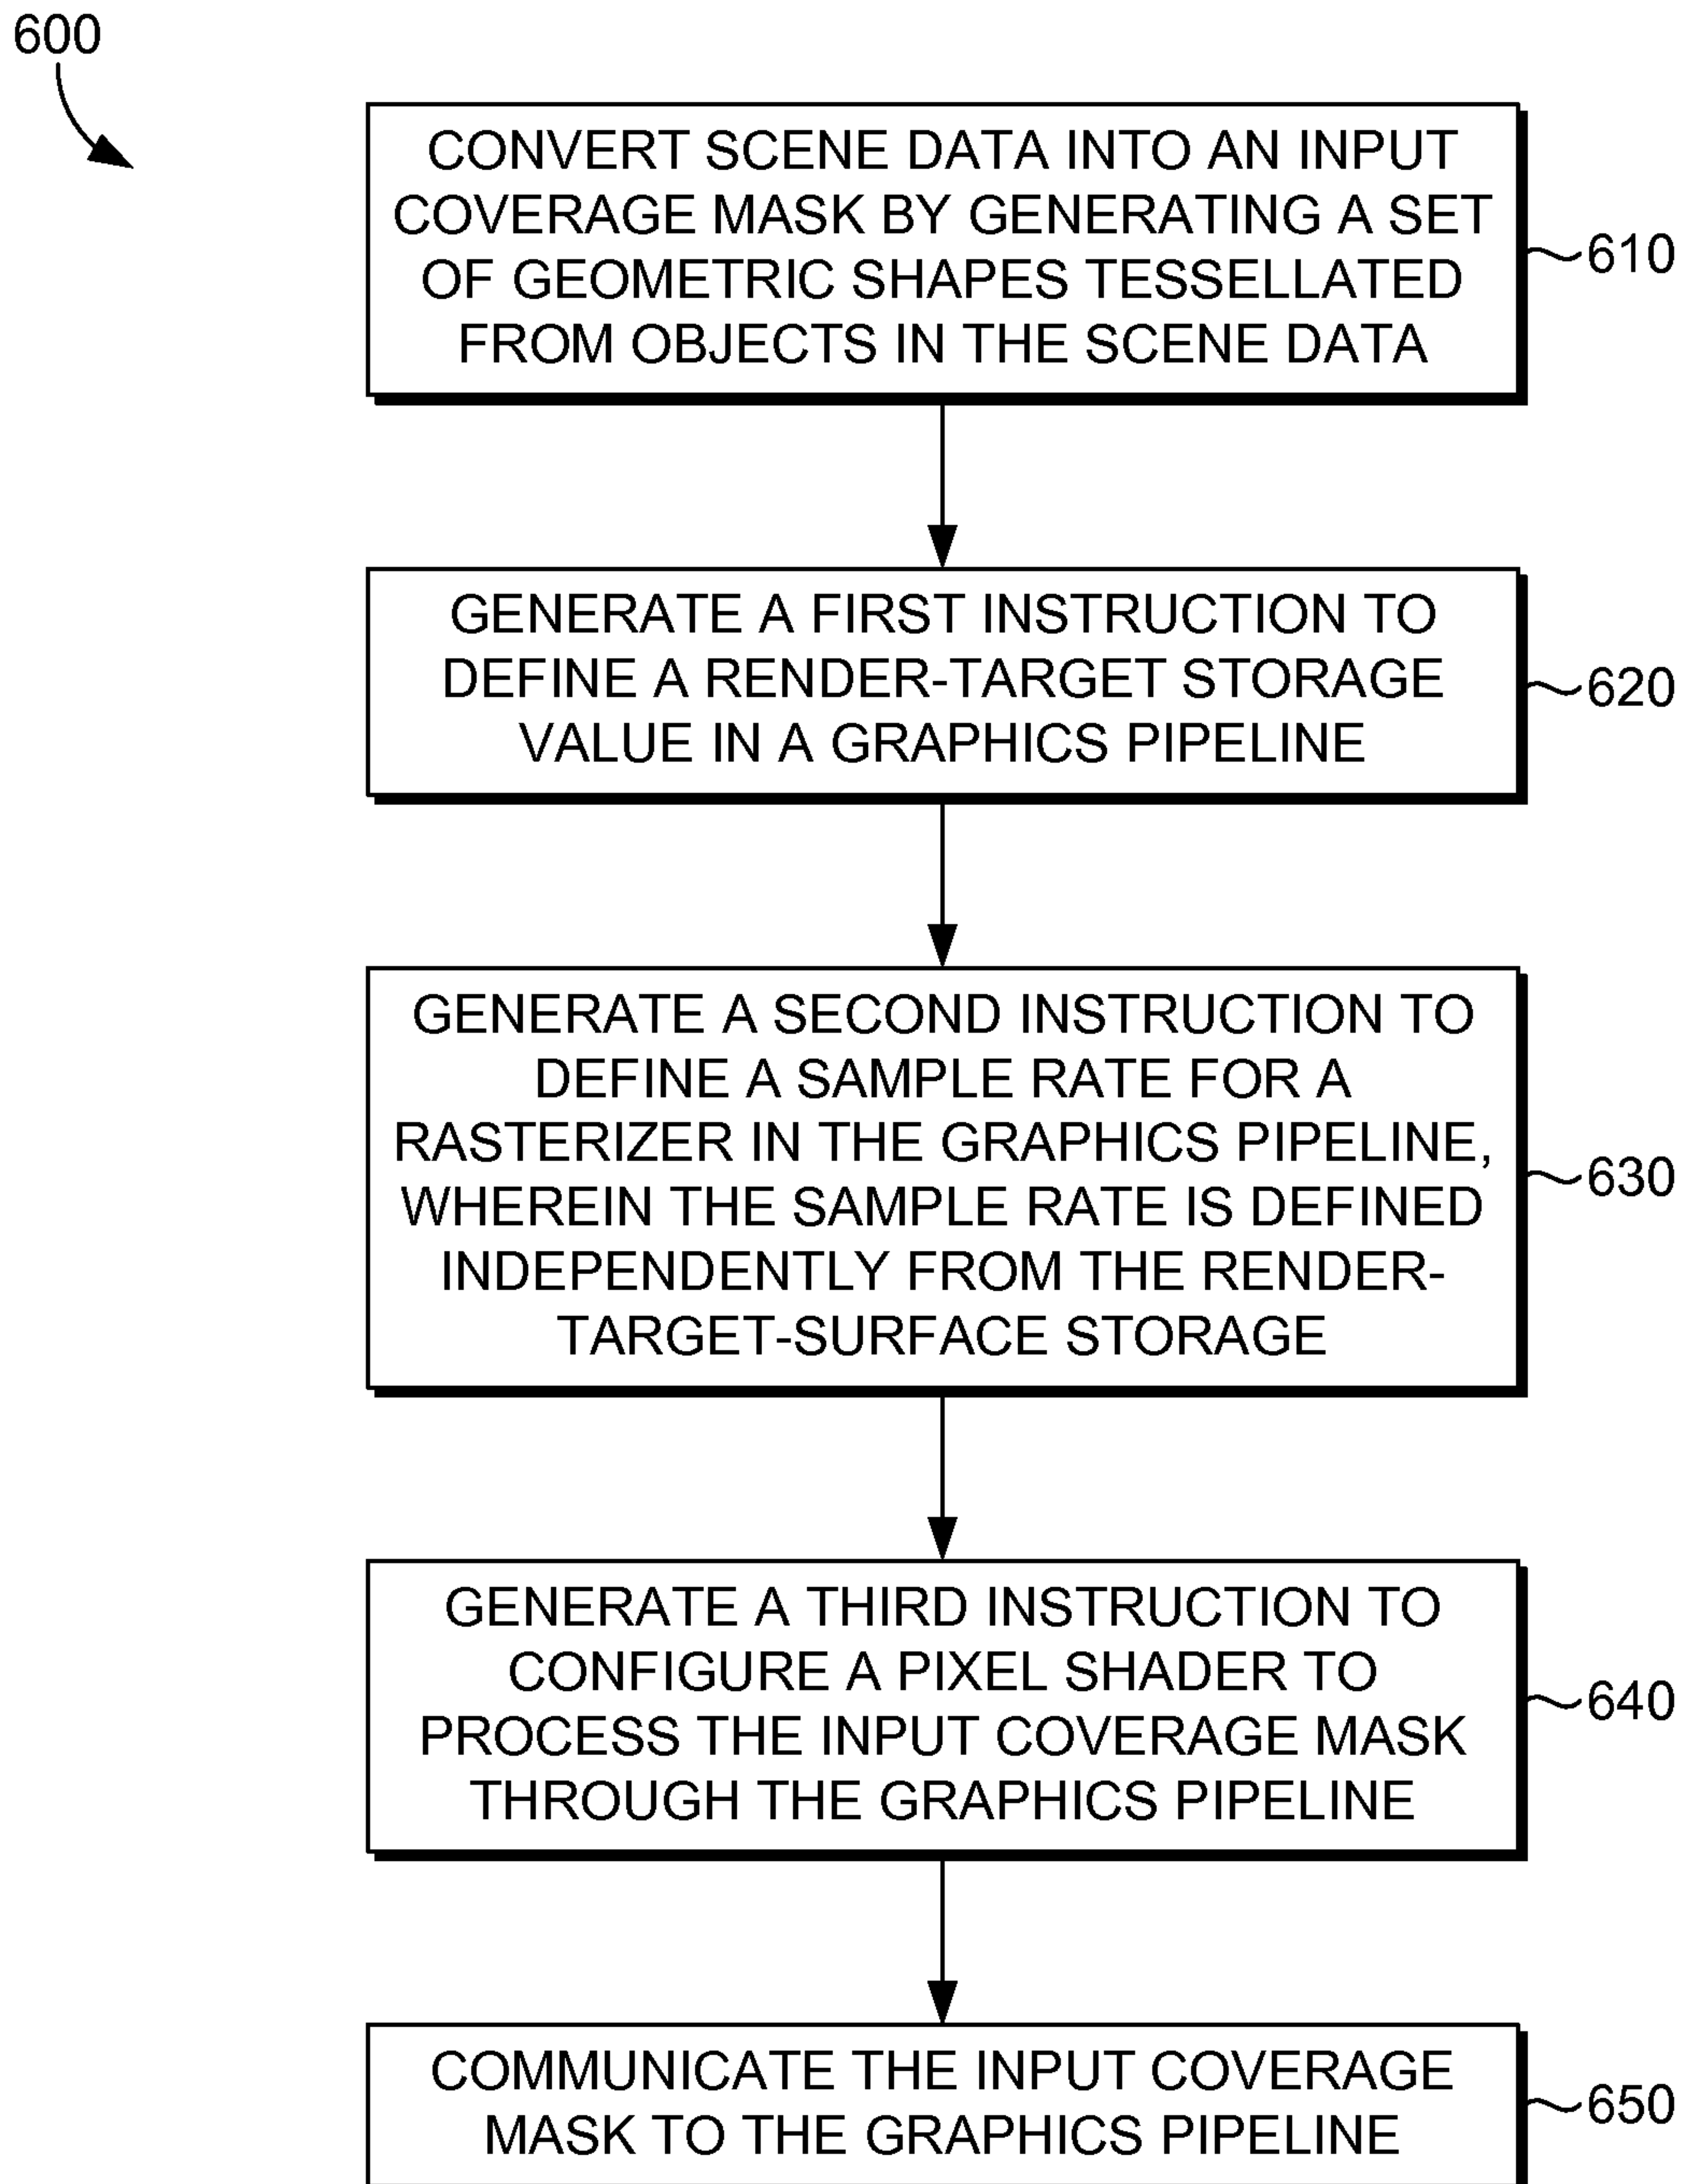 600
CONVERT SCENE DATA INTO AN INPUT
COVERAGE MASK BY GENERATING A SET
OF GEOMETRIC SHAPES TESSELLATED
FROM OBJECTS IN THE SCENE DATA
610
GENERATE A FIRST INSTRUCTION TO
DEFINE A RENDER-TARGET STORAGE
VALUE IN A GRAPHICS PIPELINE
620
GENERATE A SECOND INSTRUCTION TO
DEFINE A SAMPLE RATE FOR A
RASTERIZER IN THE GRAPHICS PIPELINE,
WHEREIN THE SAMPLE RATE IS DEFINED
INDEPENDENTLY FROM THE RENDER-
TARGET-SURFACE STORAGE
630
GENERATE A THIRD INSTRUCTION TO
CONFIGURE A PIXEL SHADER TO
PROCESS THE INPUT COVERAGE MASK
THROUGH THE GRAPHICS PIPELINE
640
COMMUNICATE THE INPUT COVERAGE
MASK TO THE GRAPHICS PIPELINE
650